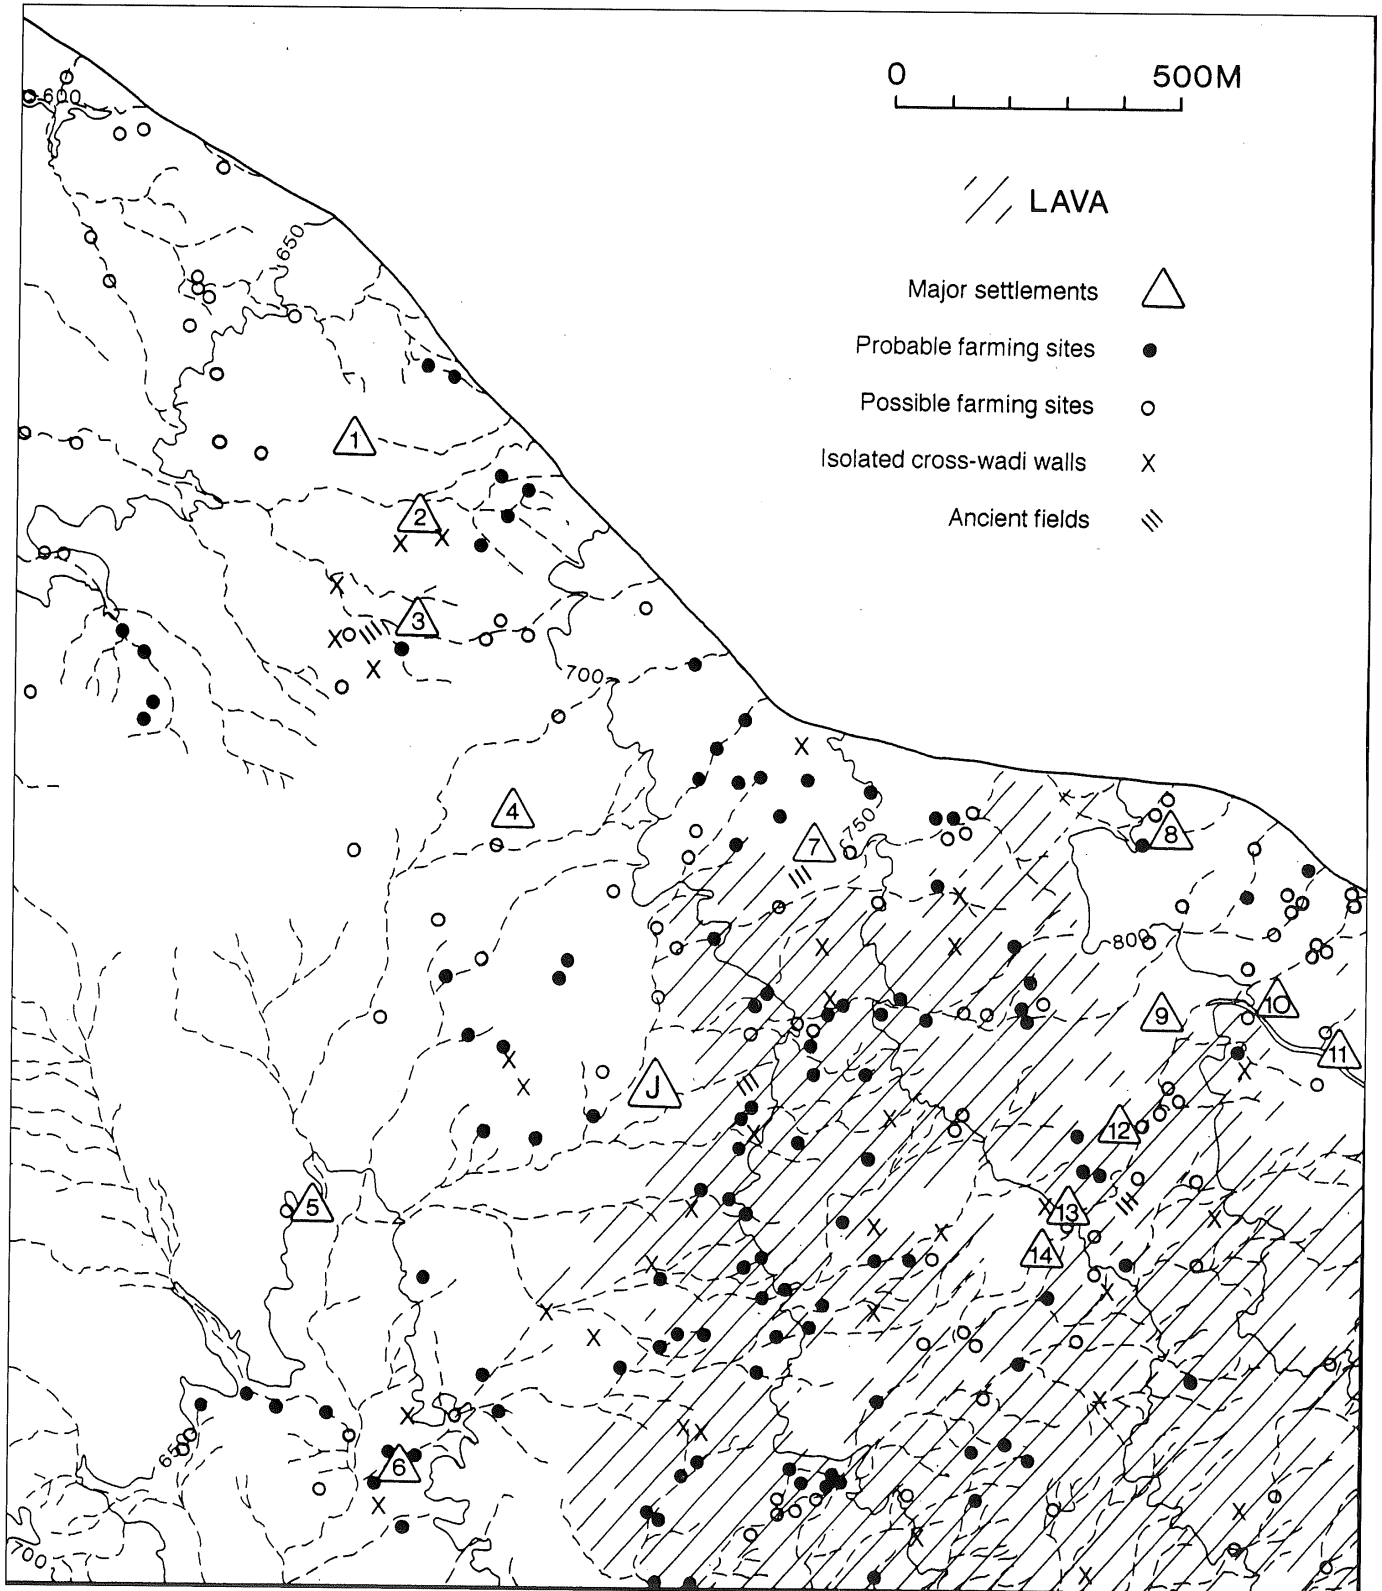 0 500M
LAVA
Major settlements
Probable farming sites
Possible farming sites
X
Isolated cross-wadi walls
X
Ancient fields
600
650
1
2
3
700
4
7
750
8
800
9
10
11
J
12
5
13
14
6
650
700